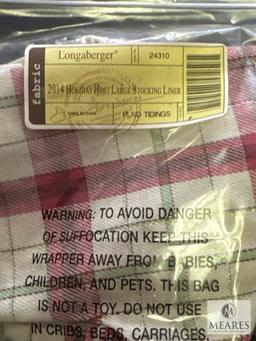 fabric
Longaberger®
24310
2014 Holiday Host Large Stocking Liner
PLAID TIDINGS
WARNING: TO AVOID DANGER
OF SUFFOCATION KEEP THIS
WRAPPER AWAY FROM BABIES,
CHILDREN, AND PETS. THIS BAG
IS NOT A TOY. DO NOT USE
IN CRIBS, BEDS, CARRIAGES,
MEARES